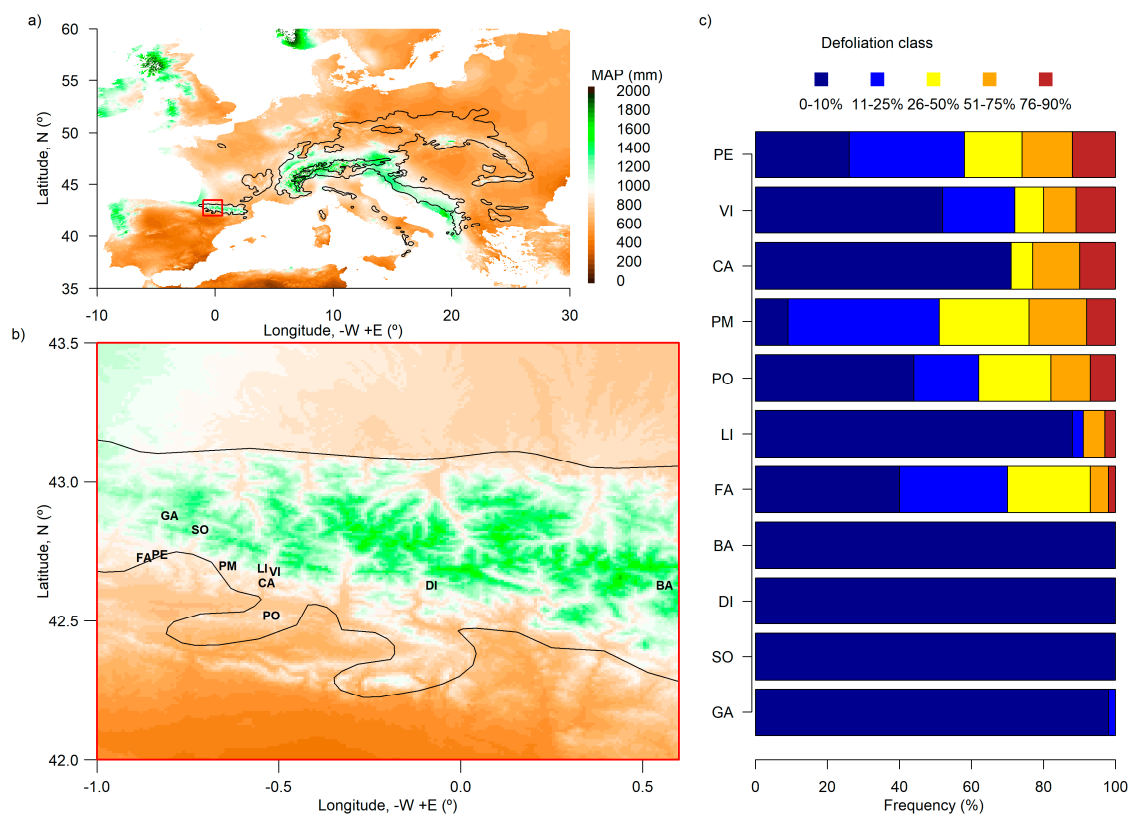 a)
60
55
50
45
40
35
Latitude, N (º)
-10
0
10
20
30
Longitude, -W +E (º)
MAP (mm)
2000
1800
1600
1400
1200
1000
800
600
400
200
0
b)
43.5
43.0
42.5
42.0
Latitude, N (º)
GA
SO
FA PE
PM
LI VI
CA
DI
BA
PO
-1.0
-0.5
0.0
0.5
Longitude, -W +E (º)
c)
Defoliation class
0-10% 11-25% 26-50% 51-75% 76-90%
PE
VI
CA
PM
PO
LI
FA
BA
DI
SO
GA
0 20 40 60 80 100
Frequency (%)